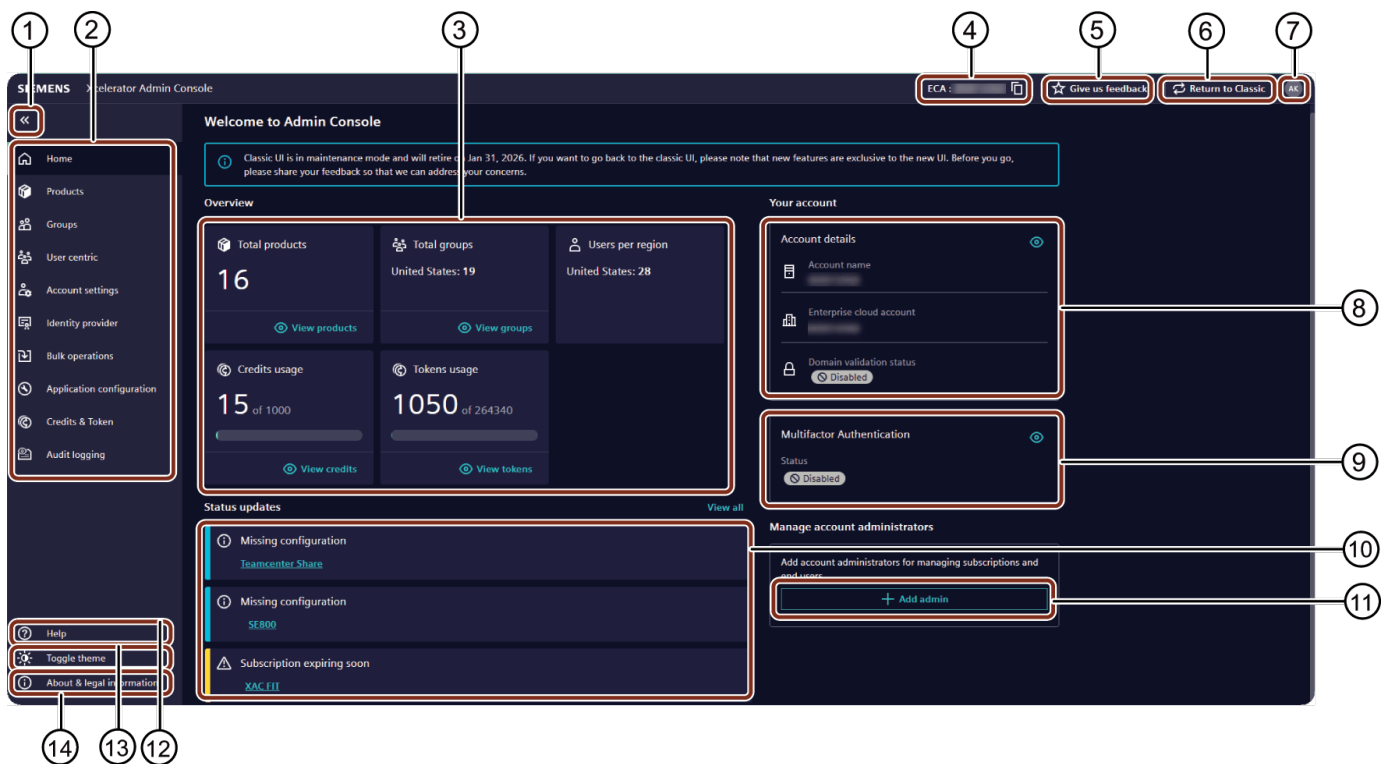 1
2
3
4
5
6
7
SIEMENS Xcelerator Admin Console
ECA :
Give us feedback
Return to Classic
AK
Welcome to Admin Console
Classic UI is in maintenance mode and will retire on Jan 31, 2026. If you want to go back to the classic UI, please note that new features are exclusive to the new UI. Before you go,
please share your feedback so that we can address your concerns.
Home
Products
Groups
User centric
Account settings
Identity provider
Bulk operations
Application configuration
Credits & Token
Audit logging
Help
Toggle theme
About & legal information
Overview
Total products
16
View products
Total groups
United States: 19
View groups
Users per region
United States: 28
Credits usage
15 of 1000
View credits
Tokens usage
1050 of 264340
View tokens
Status updates
View all
Missing configuration
Teamcenter Share
Missing configuration
SE800
Subscription expiring soon
XAC FIT
Your account
Account details
Account name
Enterprise cloud account
Domain validation status
Disabled
Multifactor Authentication
Status
Disabled
Manage account administrators
Add account administrators for managing subscriptions and
end users
Add admin
8
9
10
11
14
13
12